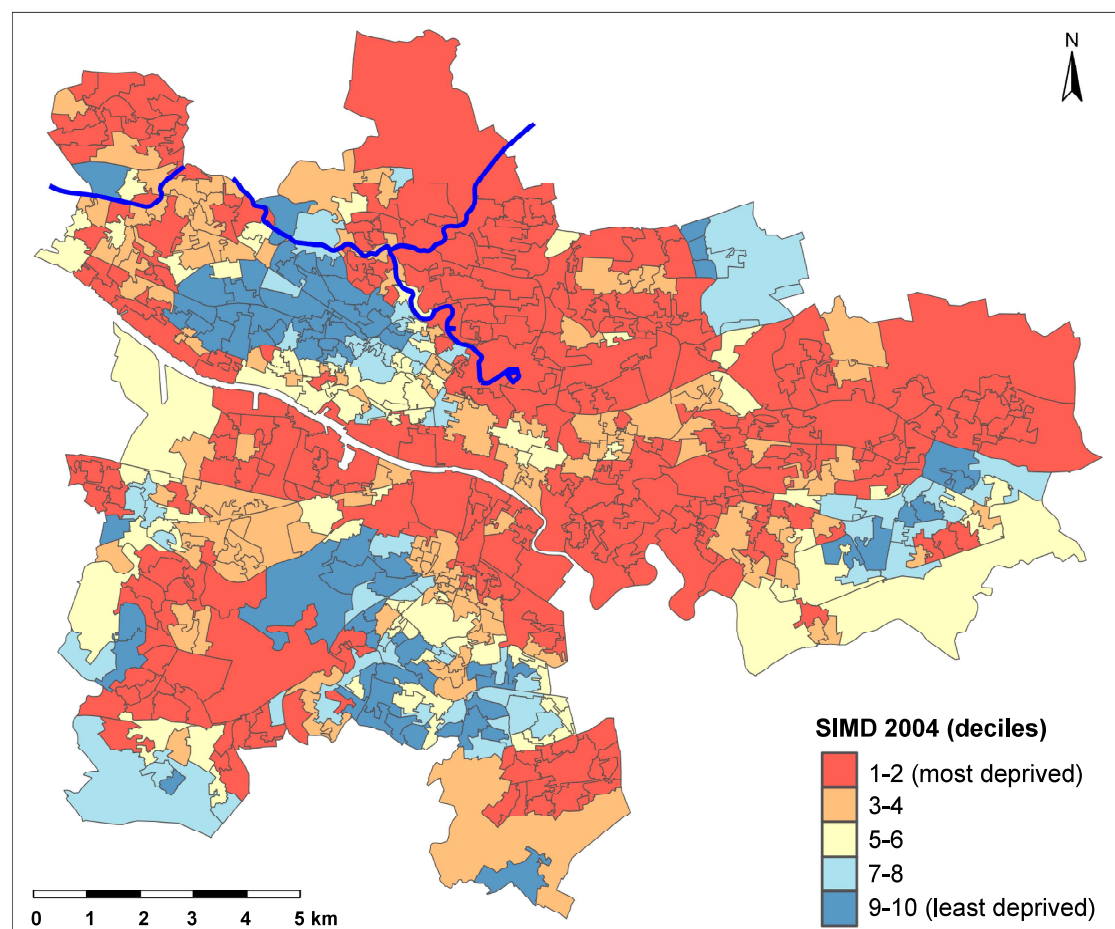 N
SIMD 2004 (deciles)
1-2 (most deprived)
3-4
5-6
7-8
9-10 (least deprived)
0 1 2 3 4 5 km